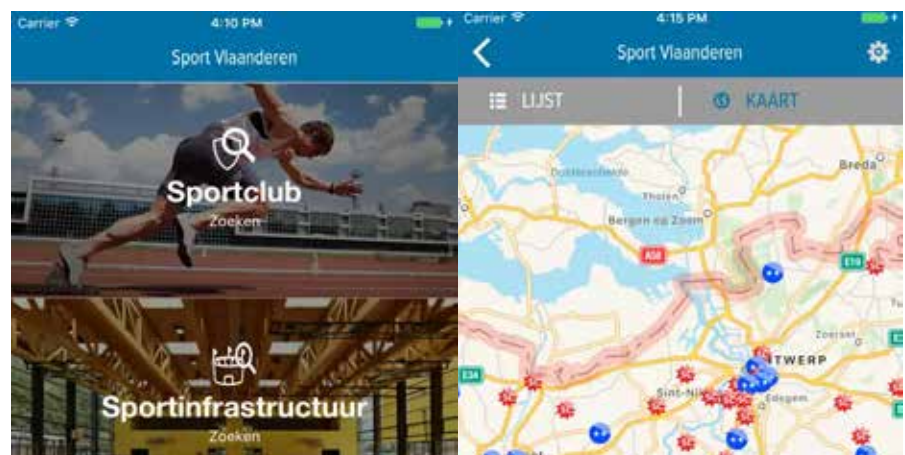 Carrier 4:10 PM
Sport Vlaanderen
Sportclub
Zoeken
Sportinfrastructuur
Zoeken
Carrier 4:15 PM
Sport Vlaanderen
LIJST
KAART
Breda
Tholen
Bergen op Zoom
A58
E19
Zoersel
TWERP
E34
Sint-Ni
Edegem